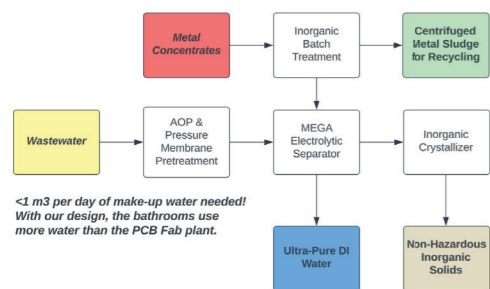 Metal
Concentrates
Inorganic
Batch
Treatment
Centrifuged
Metal Sludge
for Recycling
Wastewater
AOP &
Pressure
Membrane
Pretreatment
MEGA
Electrolytic
Separator
Inorganic
Crystallizer
<1 m3 per day of make-up water needed!
With our design, the bathrooms use
more water than the PCB Fab plant.
Ultra-Pure DI
Water
Non-Hazardous
Inorganic
Solids